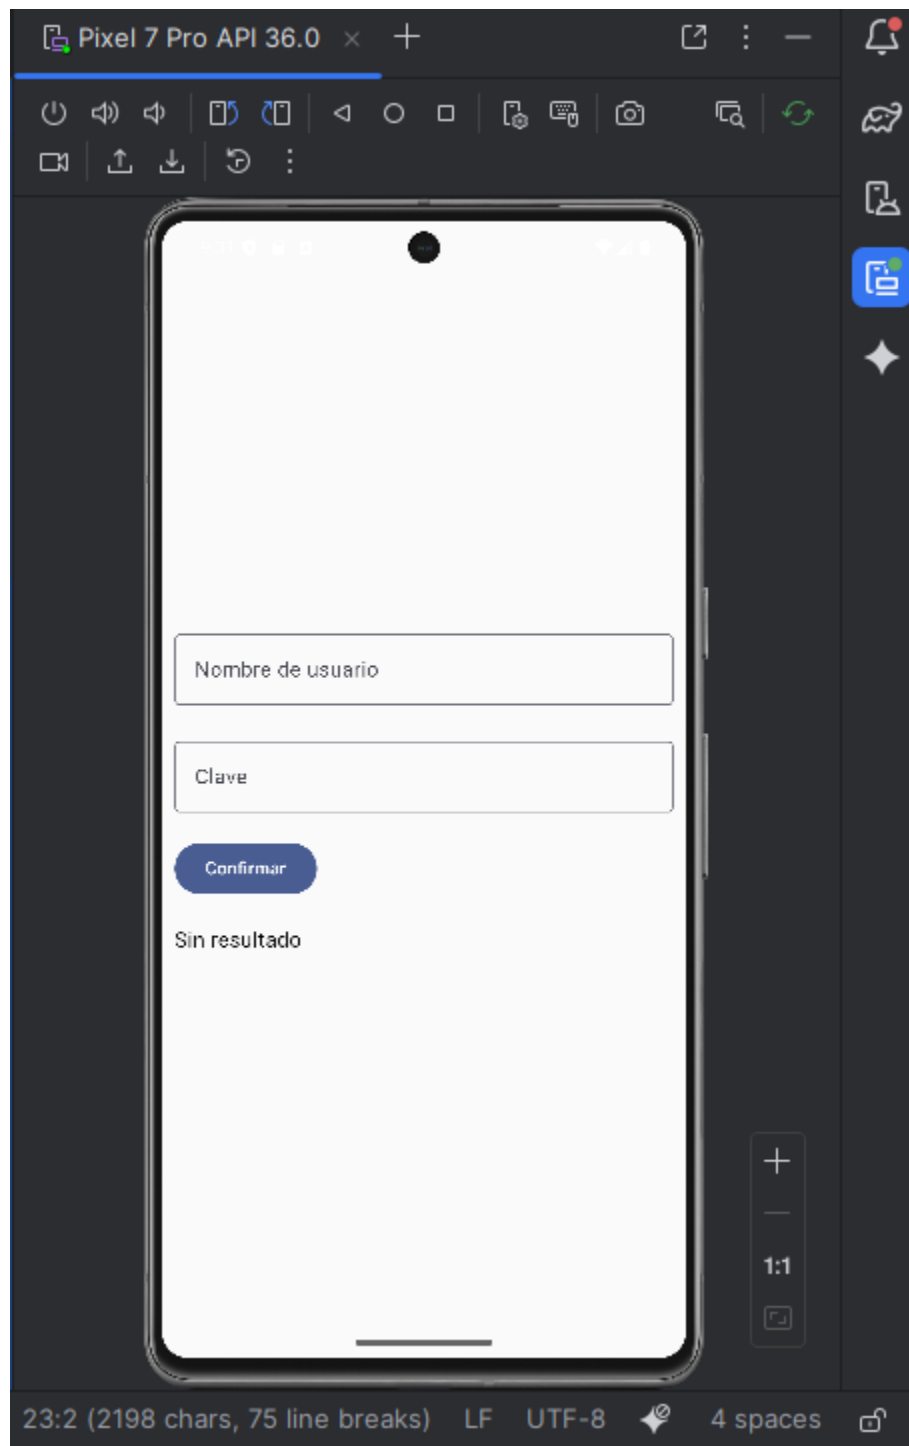 Pixel 7 Pro API 36.0
Nombre de usuario
Clave
Confirmar
Sin resultado
1:1
23:2 (2198 chars, 75 line breaks) LF UTF-8 4 spaces